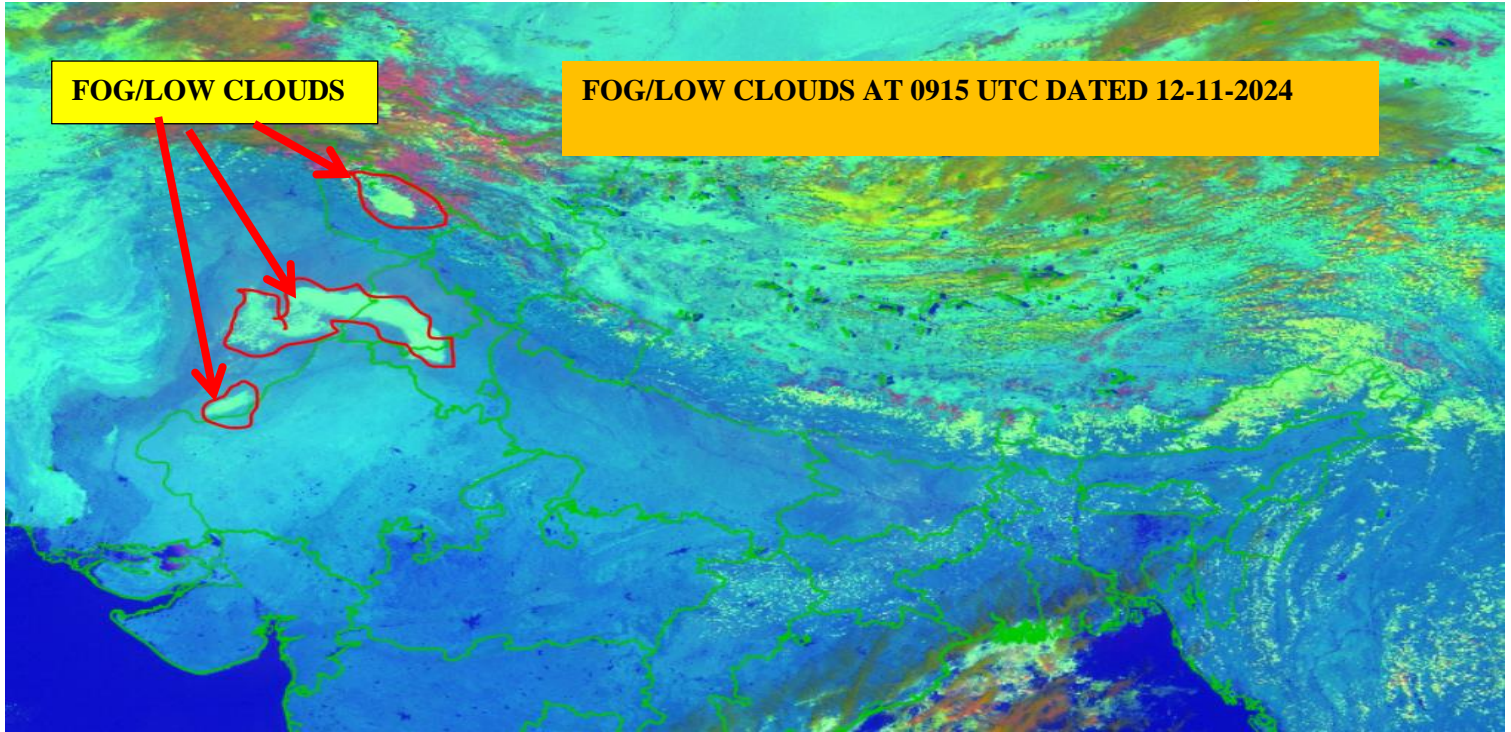 FOG/LOW CLOUDS
FOG/LOW CLOUDS AT 0915 UTC DATED 12-11-2024